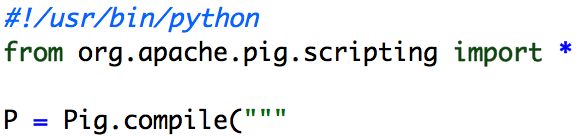 #!/usr/bin/python
from org.apache.pig.scripting import *
P = Pig.compile("""